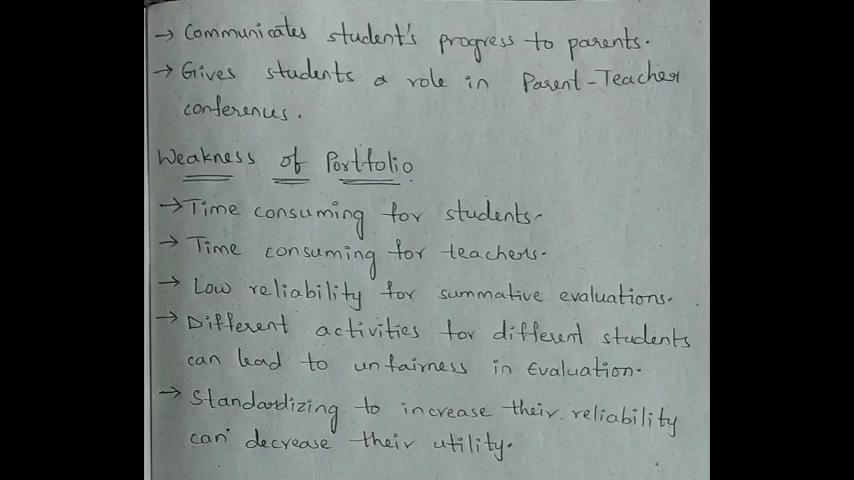 → Communicates student's progress to parents.
→ Gives students a role in Parent-Teacher
conferences.
Weakness of Portfolio
→ Time consuming for students.
→ Time consuming for teachers.
→ Low reliability for summative evaluations.
→ Different activities for different students
can lead to unfairness in Evaluation.
→ Standardizing to increase their reliability
can decrease their utility.